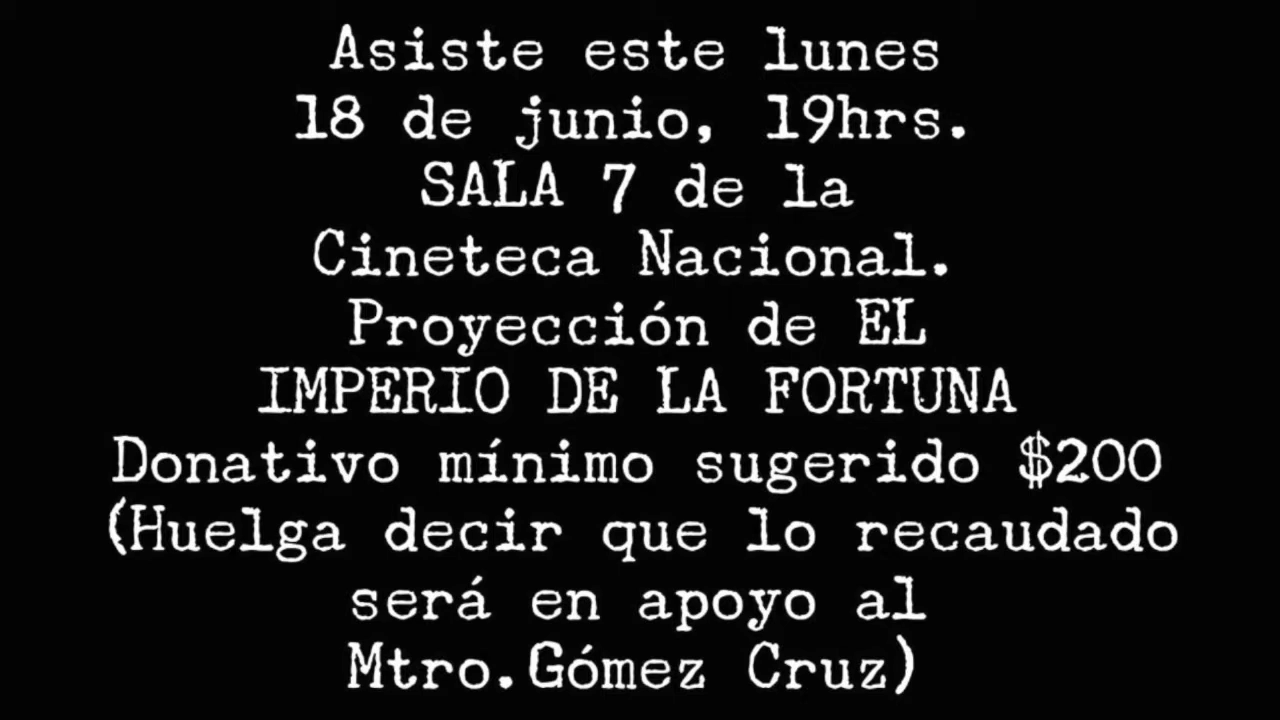 Asiste este lunes
18 de junio, 19hrs.
SALA 7 de la
Cineteca Nacional.
Proyección de EL
IMPERIO DE LA FORTUNA
Donativo mínimo sugerido $200
(Huelga decir que lo recaudado
será en apoyo al
Mtro.Gómez Cruz)